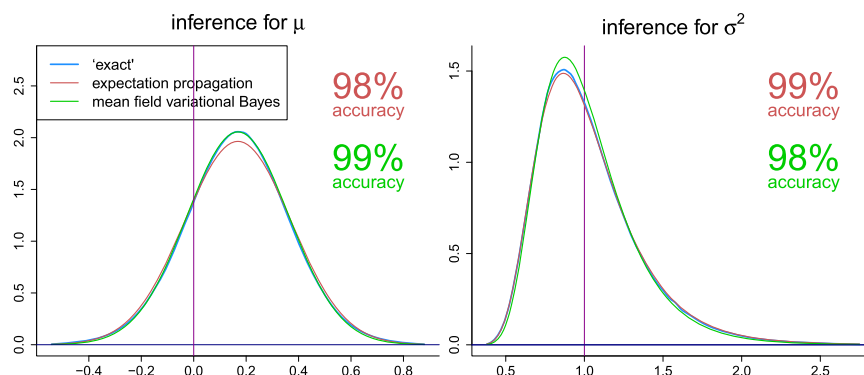 inference for μ
‘exact'
expectation propagation
mean field variational Bayes
98%
accuracy
99%
accuracy
0.0
0.5
1.0
1.5
2.0
2.5
−0.4
−0.2
0.0
0.2
0.4
0.6
0.8
inference for σ²
99%
accuracy
98%
accuracy
0.0
0.5
1.0
1.5
0.5
1.0
1.5
2.0
2.5